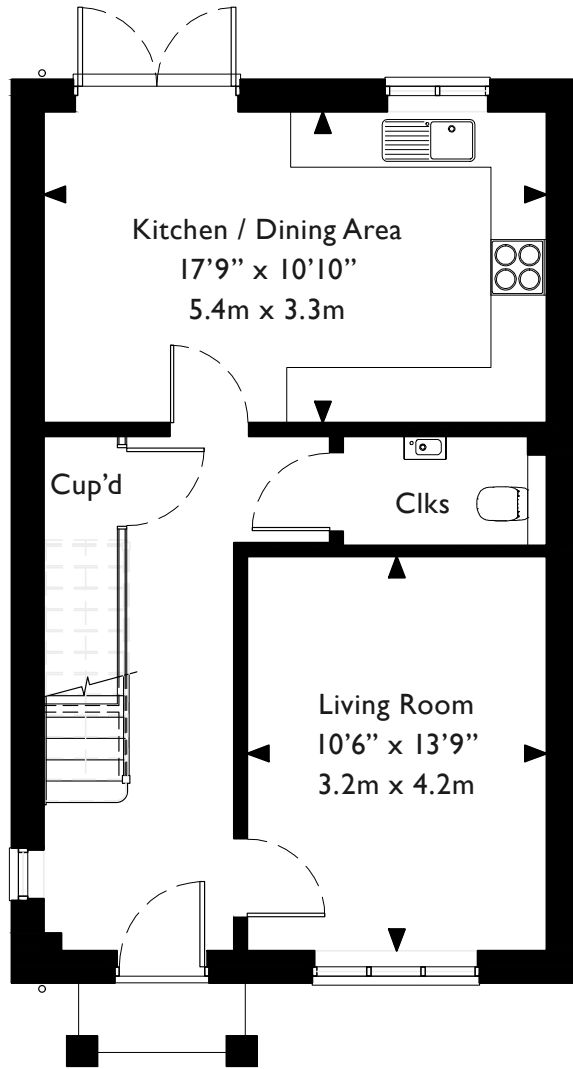 Kitchen / Dining Area
17’9” x 10’10”
5.4m x 3.3m
Cup’d
Clks
Living Room
10’6” x 13’9”
3.2m x 4.2m